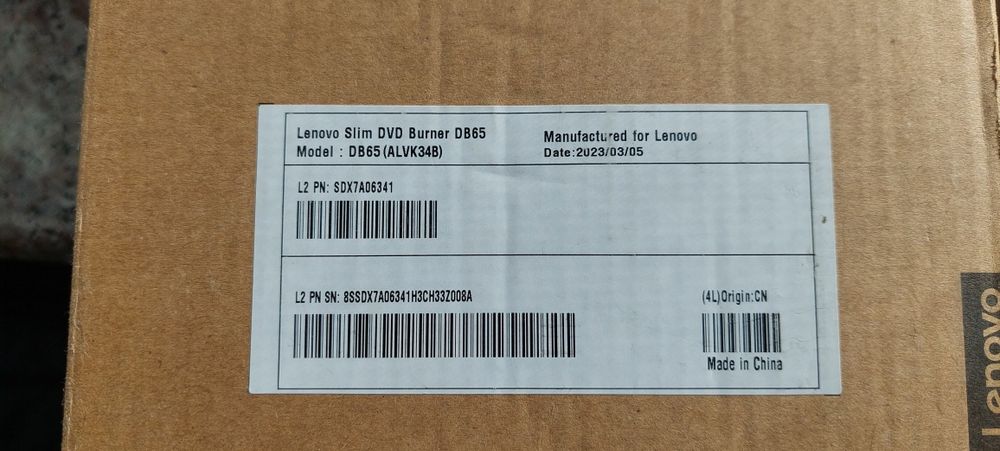 Lenovo Slim DVD Burner DB65
Model : DB65(ALVK34B)
Manufactured for Lenovo
Date:2023/03/05
L2 PN: SDX7A06341
L2 PN SN: 8SSDX7A06341H3CH33Z008A
(4L)Origin:CN
Made in China
Lenovo